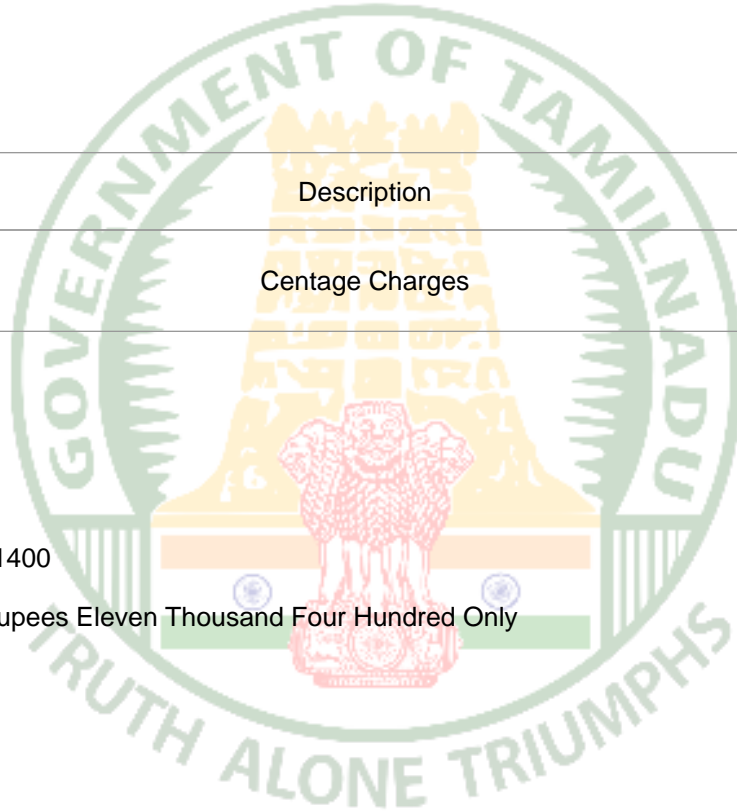 GOVERNMENT OF TAMILNADU
Description
Centage Charges
1400
upees Eleven Thousand Four Hundred Only
TRUTH ALONE TRIUMPHS